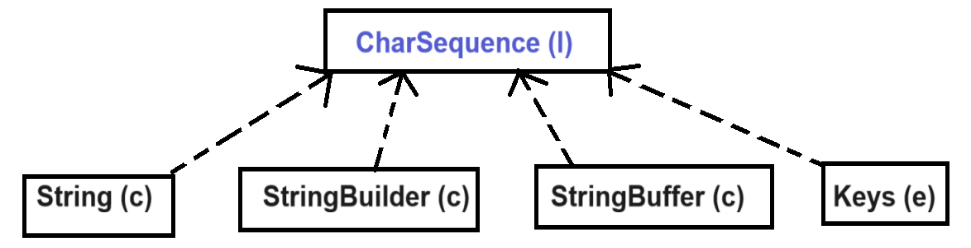 CharSequence (I)
String (c)
StringBuilder (c)
StringBuffer (c)
Keys (e)